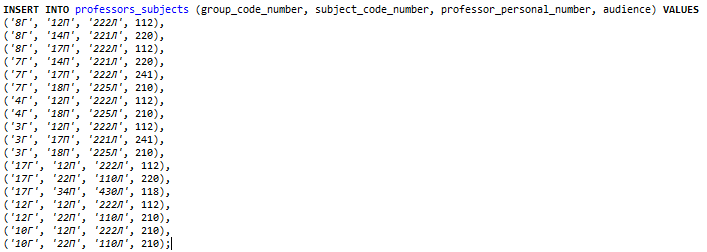 INSERT INTO professors_subjects (group_code_number, subject_code_number, professor_personal_number, audience) VALUES
('8Г', '12П', '222Л', 112),
('8Г', '14П', '221Л', 220),
('8Г', '17П', '222Л', 112),
('7Г', '14П', '221Л', 220),
('7Г', '17П', '222Л', 241),
('7Г', '18П', '225Л', 210),
('4Г', '12П', '222Л', 112),
('4Г', '18П', '225Л', 210),
('3Г', '12П', '222Л', 112),
('3Г', '17П', '221Л', 241),
('3Г', '18П', '225Л', 210),
('17Г', '12П', '222Л', 112),
('17Г', '22П', '110Л', 220),
('17Г', '34П', '430Л', 118),
('12Г', '12П', '222Л', 112),
('12Г', '22П', '110Л', 210),
('10Г', '12П', '222Л', 210),
('10Г', '22П', '110Л', 210);